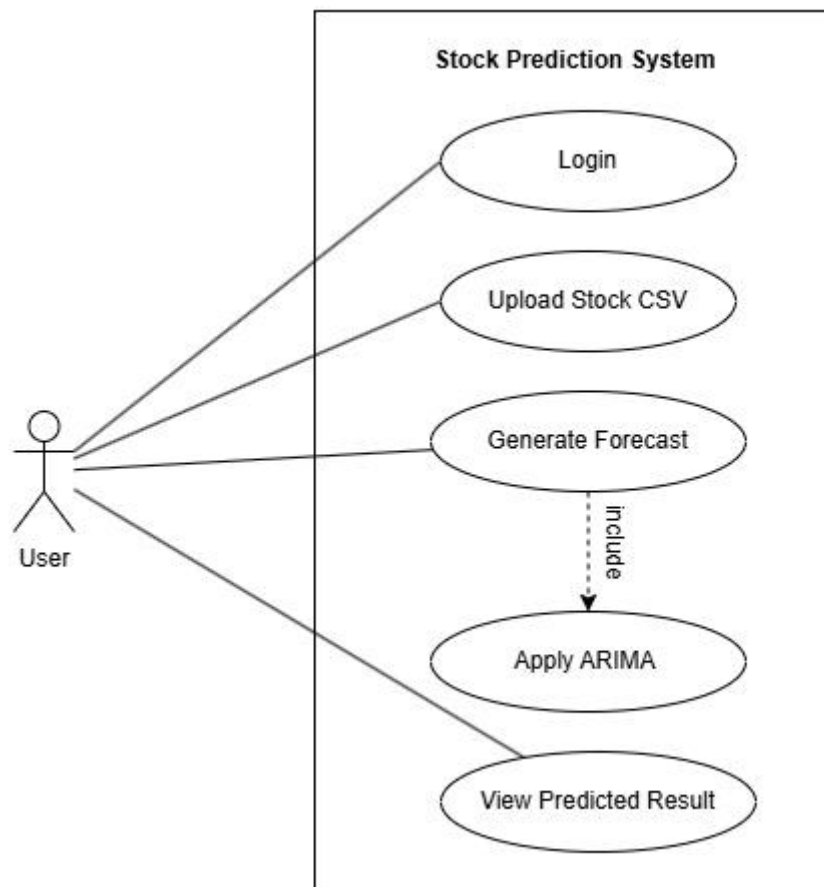 Stock Prediction System
Login
Upload Stock CSV
Generate Forecast
include
User
Apply ARIMA
View Predicted Result